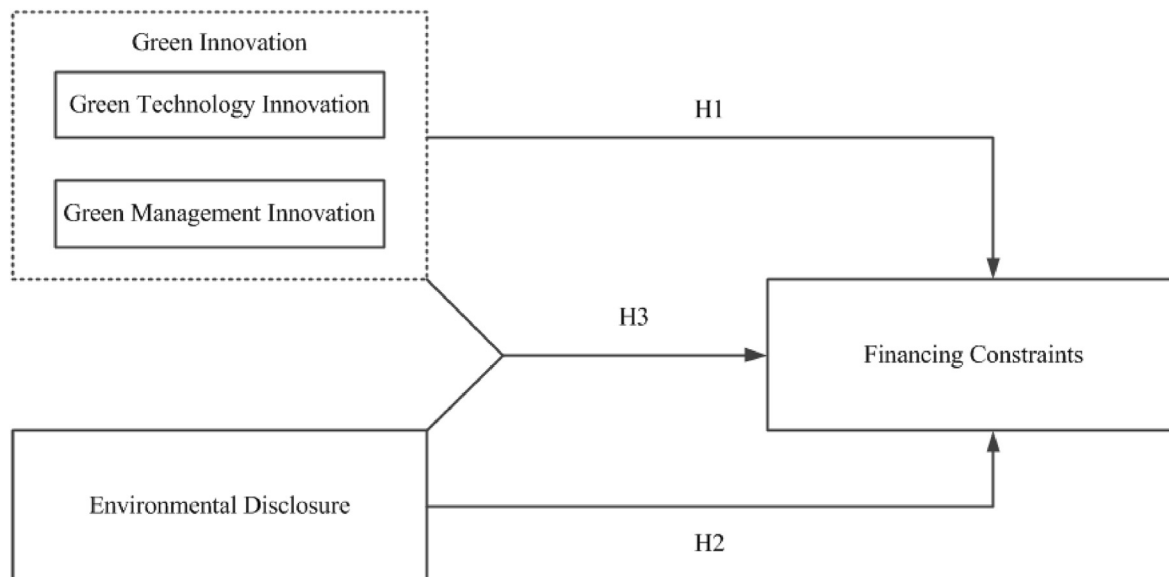 Green Innovation
Green Technology Innovation
H1
Green Management Innovation
H3
Financing Constraints
Environmental Disclosure
H2